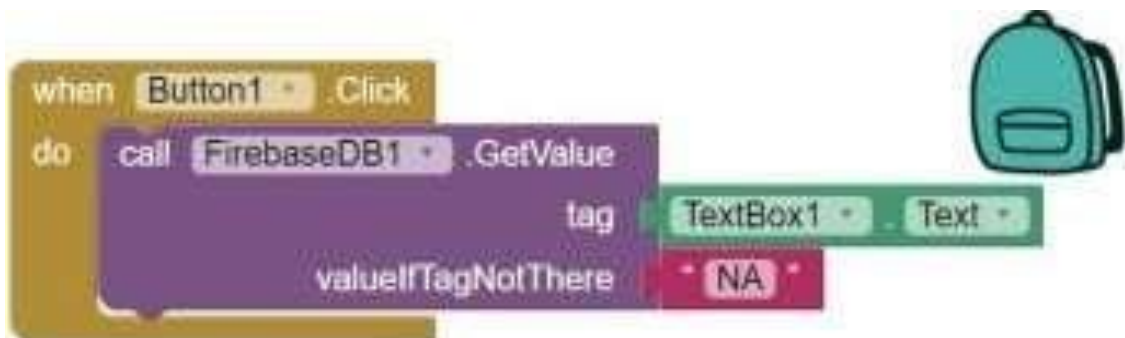 when Button1 .Click
do call FirebaseDB1 .GetValue
tag TextBox1 . Text
valueIfTagNotThere " NA "